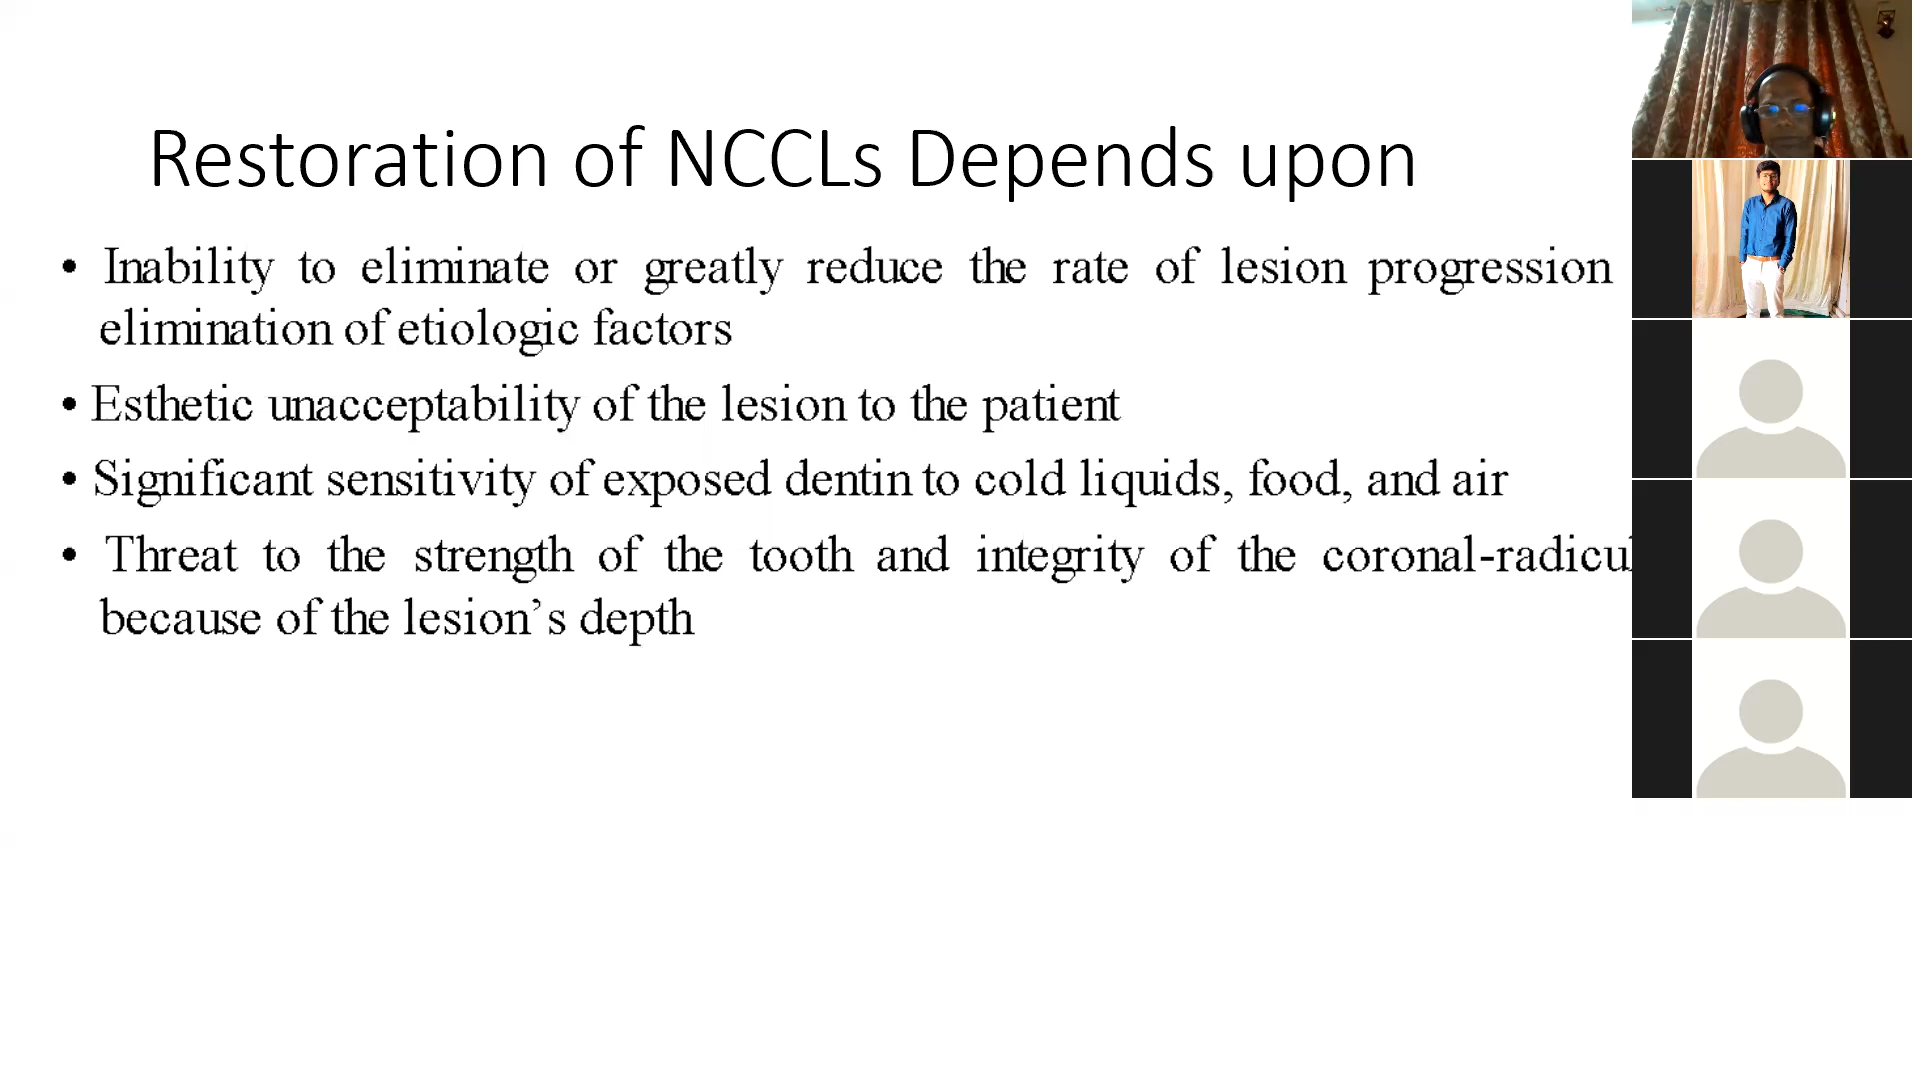 Restoration of NCCLs Depends upon
• Inability to eliminate or greatly reduce the rate of lesion progression
elimination of etiologic factors
• Esthetic unacceptability of the lesion to the patient
• Significant sensitivity of exposed dentin to cold liquids, food, and air
• Threat to the strength of the tooth and integrity of the
because of the lesion’s depth